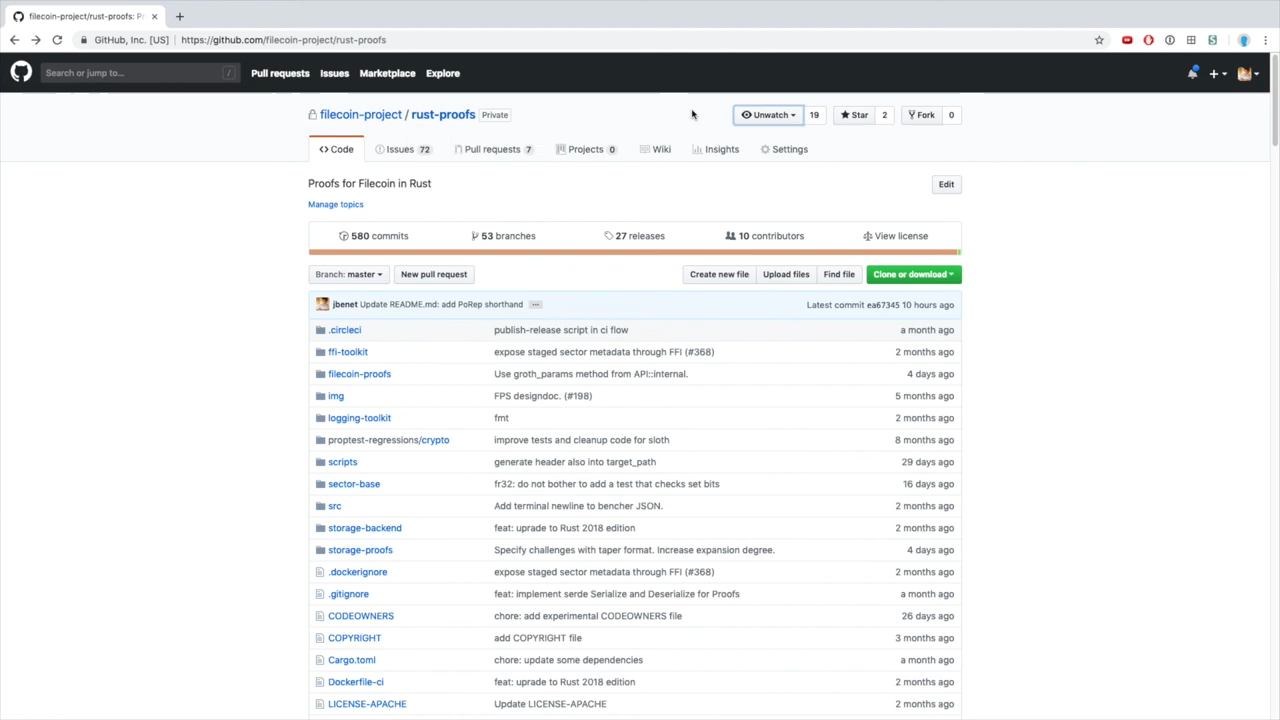 filecoin-project/rust-proofs: Pr
GitHub, Inc. [US] https://github.com/filecoin-project/rust-proofs
Search or jump to... / Pull requests Issues Marketplace Explore
filecoin-project / rust-proofs Private Unwatch 19 Star 2 Fork 0
Code Issues 72 Pull requests 7 Projects 0 Wiki Insights Settings
Proofs for Filecoin in Rust Edit
Manage topics
580 commits 53 branches 27 releases 10 contributors View license
Branch: master New pull request Create new file Upload files Find file Clone or download
jbenet Update README.md: add PoRep shorthand ... Latest commit ea67345 10 hours ago
.circleci publish-release script in ci flow a month ago
ffi-toolkit expose staged sector metadata through FFI (#368) 2 months ago
filecoin-proofs Use groth_params method from API::internal. 4 days ago
img FPS designdoc. (#198) 5 months ago
logging-toolkit fmt 2 months ago
proptest-regressions/crypto improve tests and cleanup code for sloth 8 months ago
scripts generate header also into target_path 29 days ago
sector-base fr32: do not bother to add a test that checks set bits 16 days ago
src Add terminal newline to bencher JSON. 2 months ago
storage-backend feat: uprade to Rust 2018 edition 2 months ago
storage-proofs Specify challenges with taper format. Increase expansion degree. 4 days ago
.dockerignore expose staged sector metadata through FFI (#368) 2 months ago
.gitignore feat: implement serde Serialize and Deserialize for Proofs a month ago
CODEOWNERS chore: add experimental CODEOWNERS file 26 days ago
COPYRIGHT add COPYRIGHT file 3 months ago
Cargo.toml chore: update some dependencies a month ago
Dockerfile-ci feat: uprade to Rust 2018 edition 2 months ago
LICENSE-APACHE Update LICENSE-APACHE 2 months ago